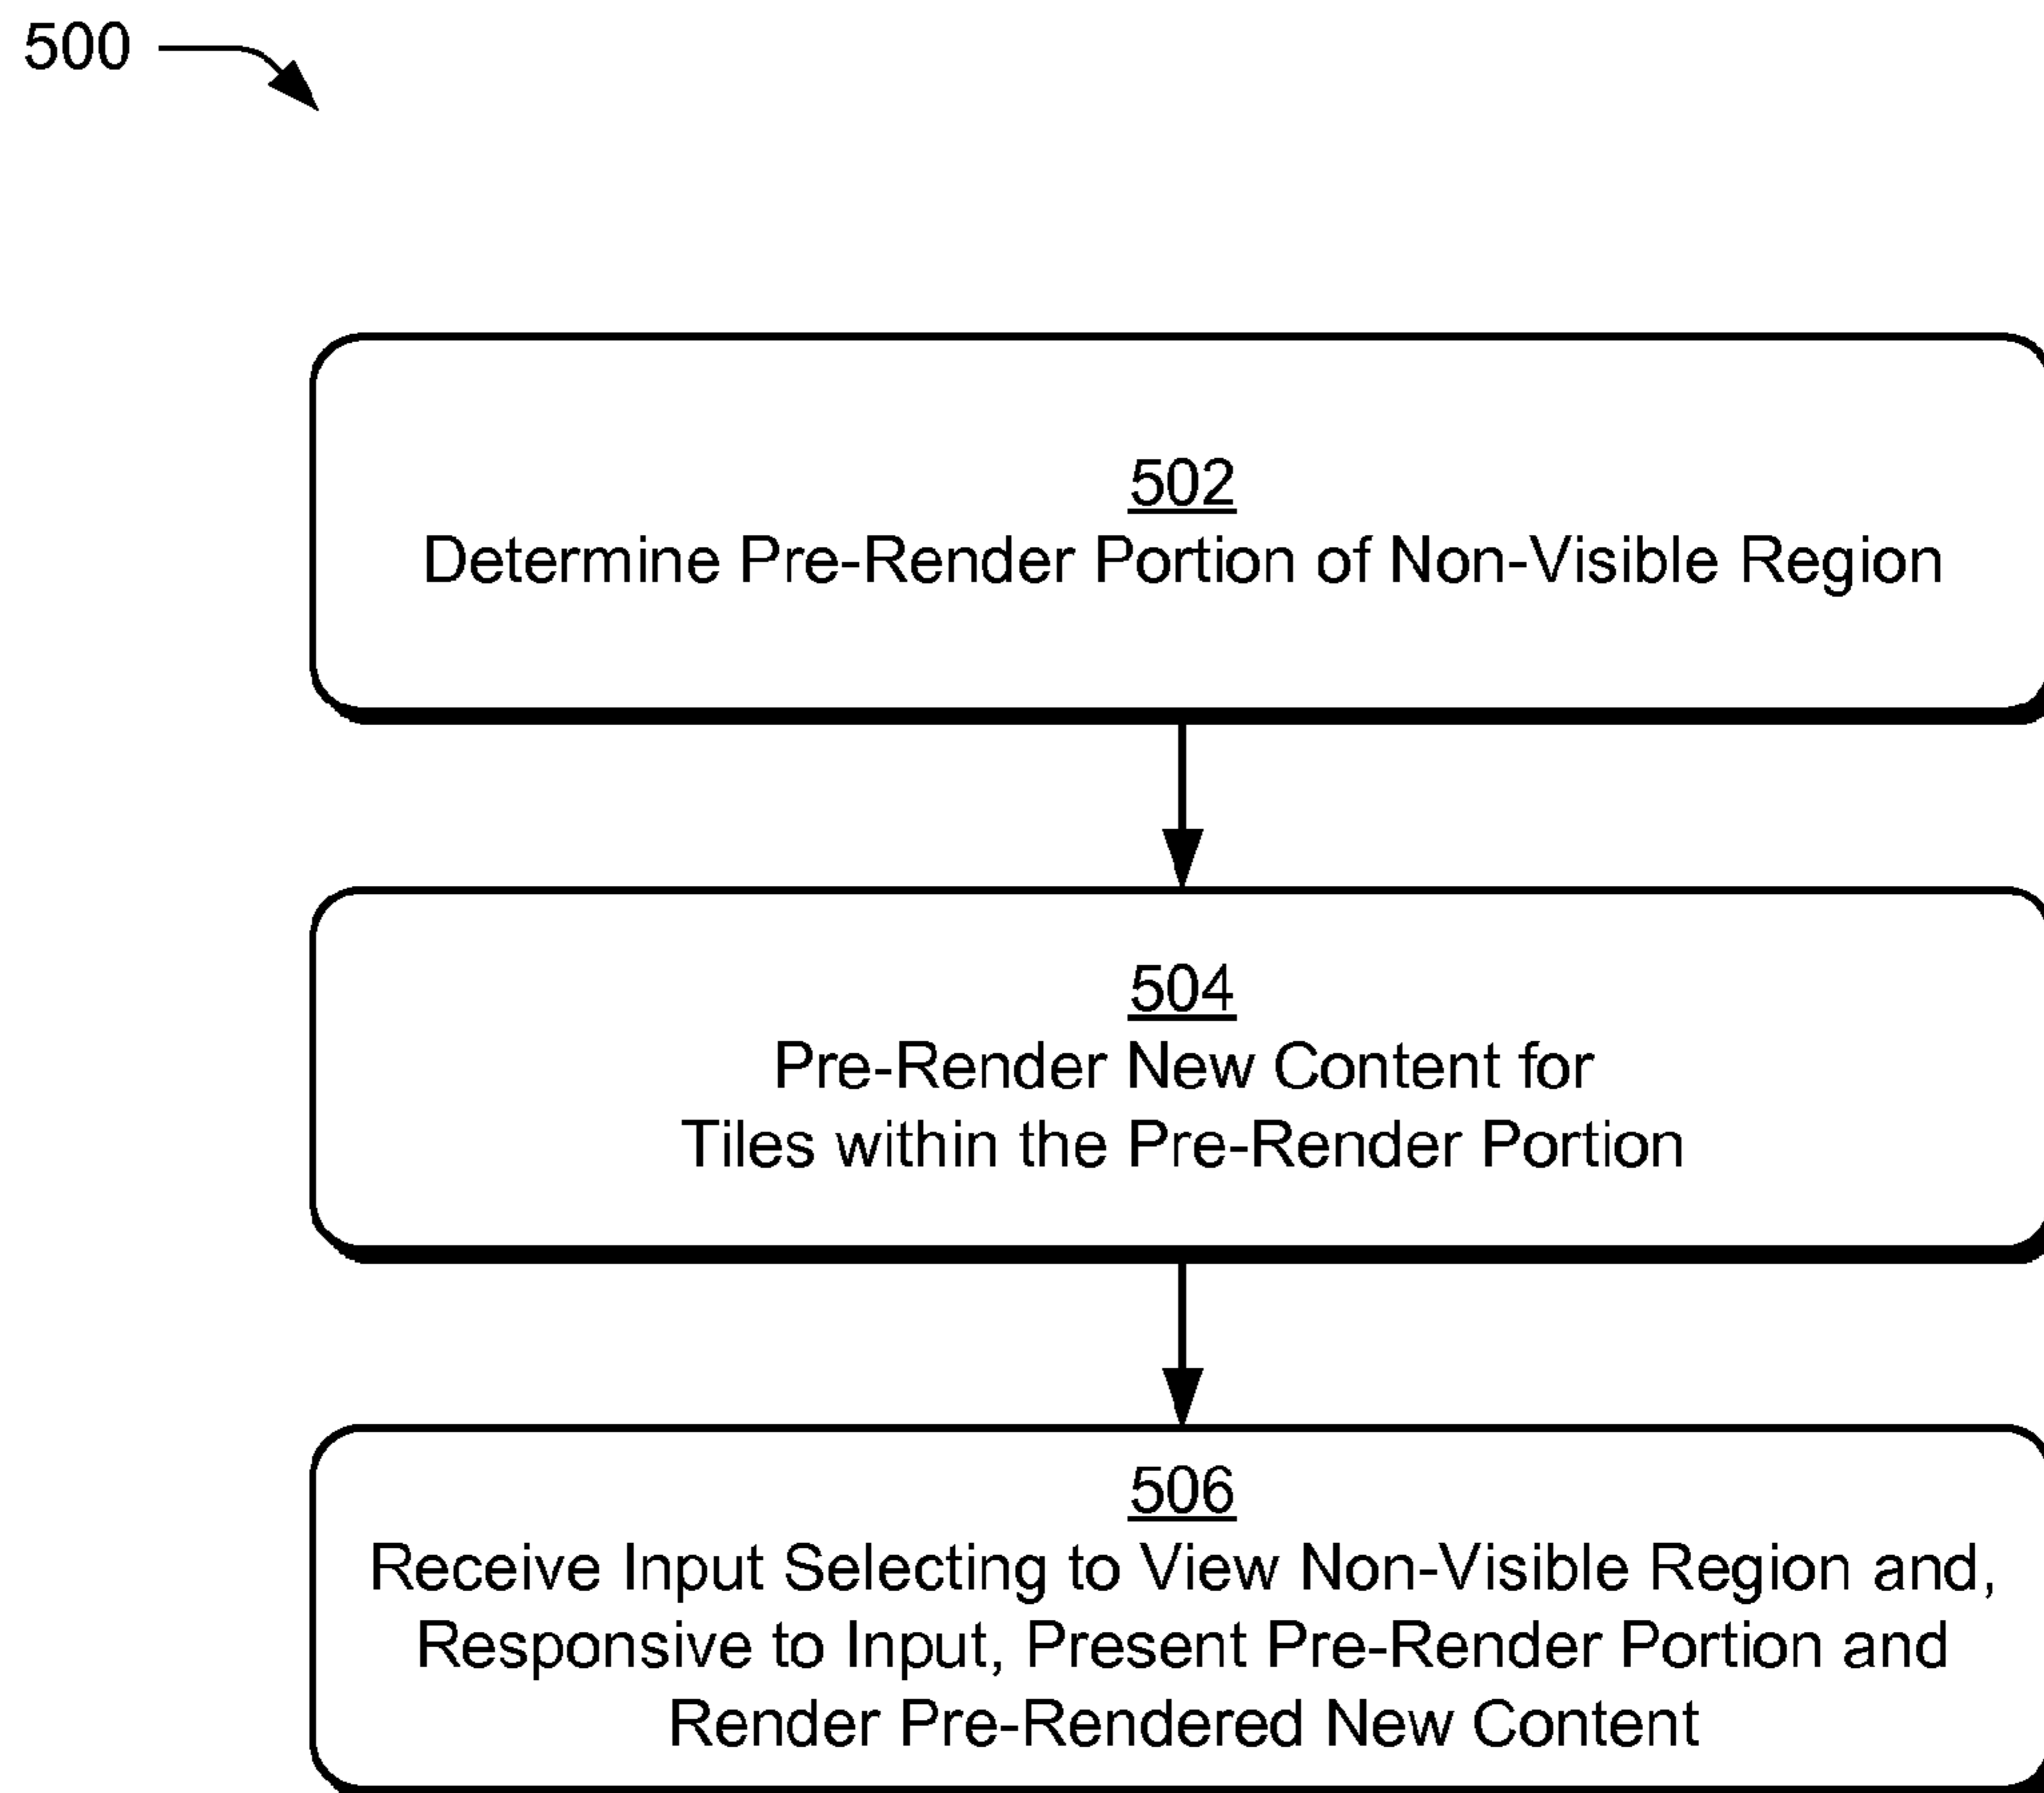 500
502
Determine Pre-Render Portion of Non-Visible Region
504
Pre-Render New Content for
Tiles within the Pre-Render Portion
506
Receive Input Selecting to View Non-Visible Region and,
Responsive to Input, Present Pre-Render Portion and
Render Pre-Rendered New Content